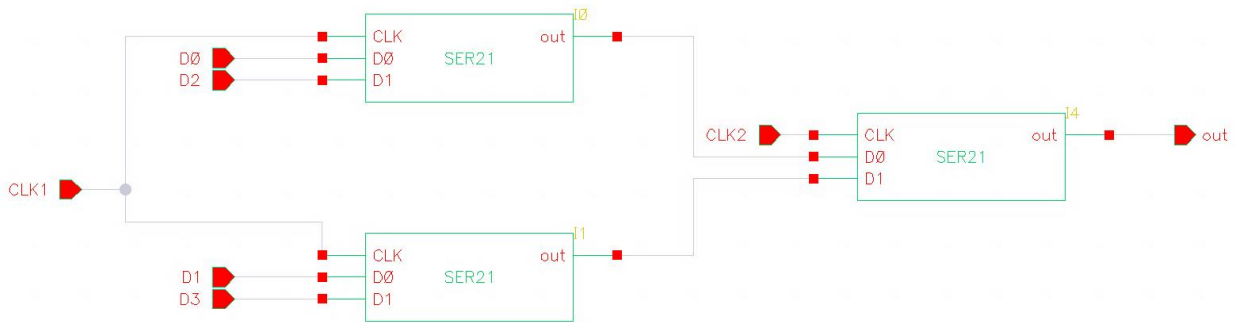 I0
CLK out
D0 D0 SER21
D2 D1
I4
CLK2 CLK out out
D0 SER21
D1
CLK1
I1
CLK out
D1 D0 SER21
D3 D1